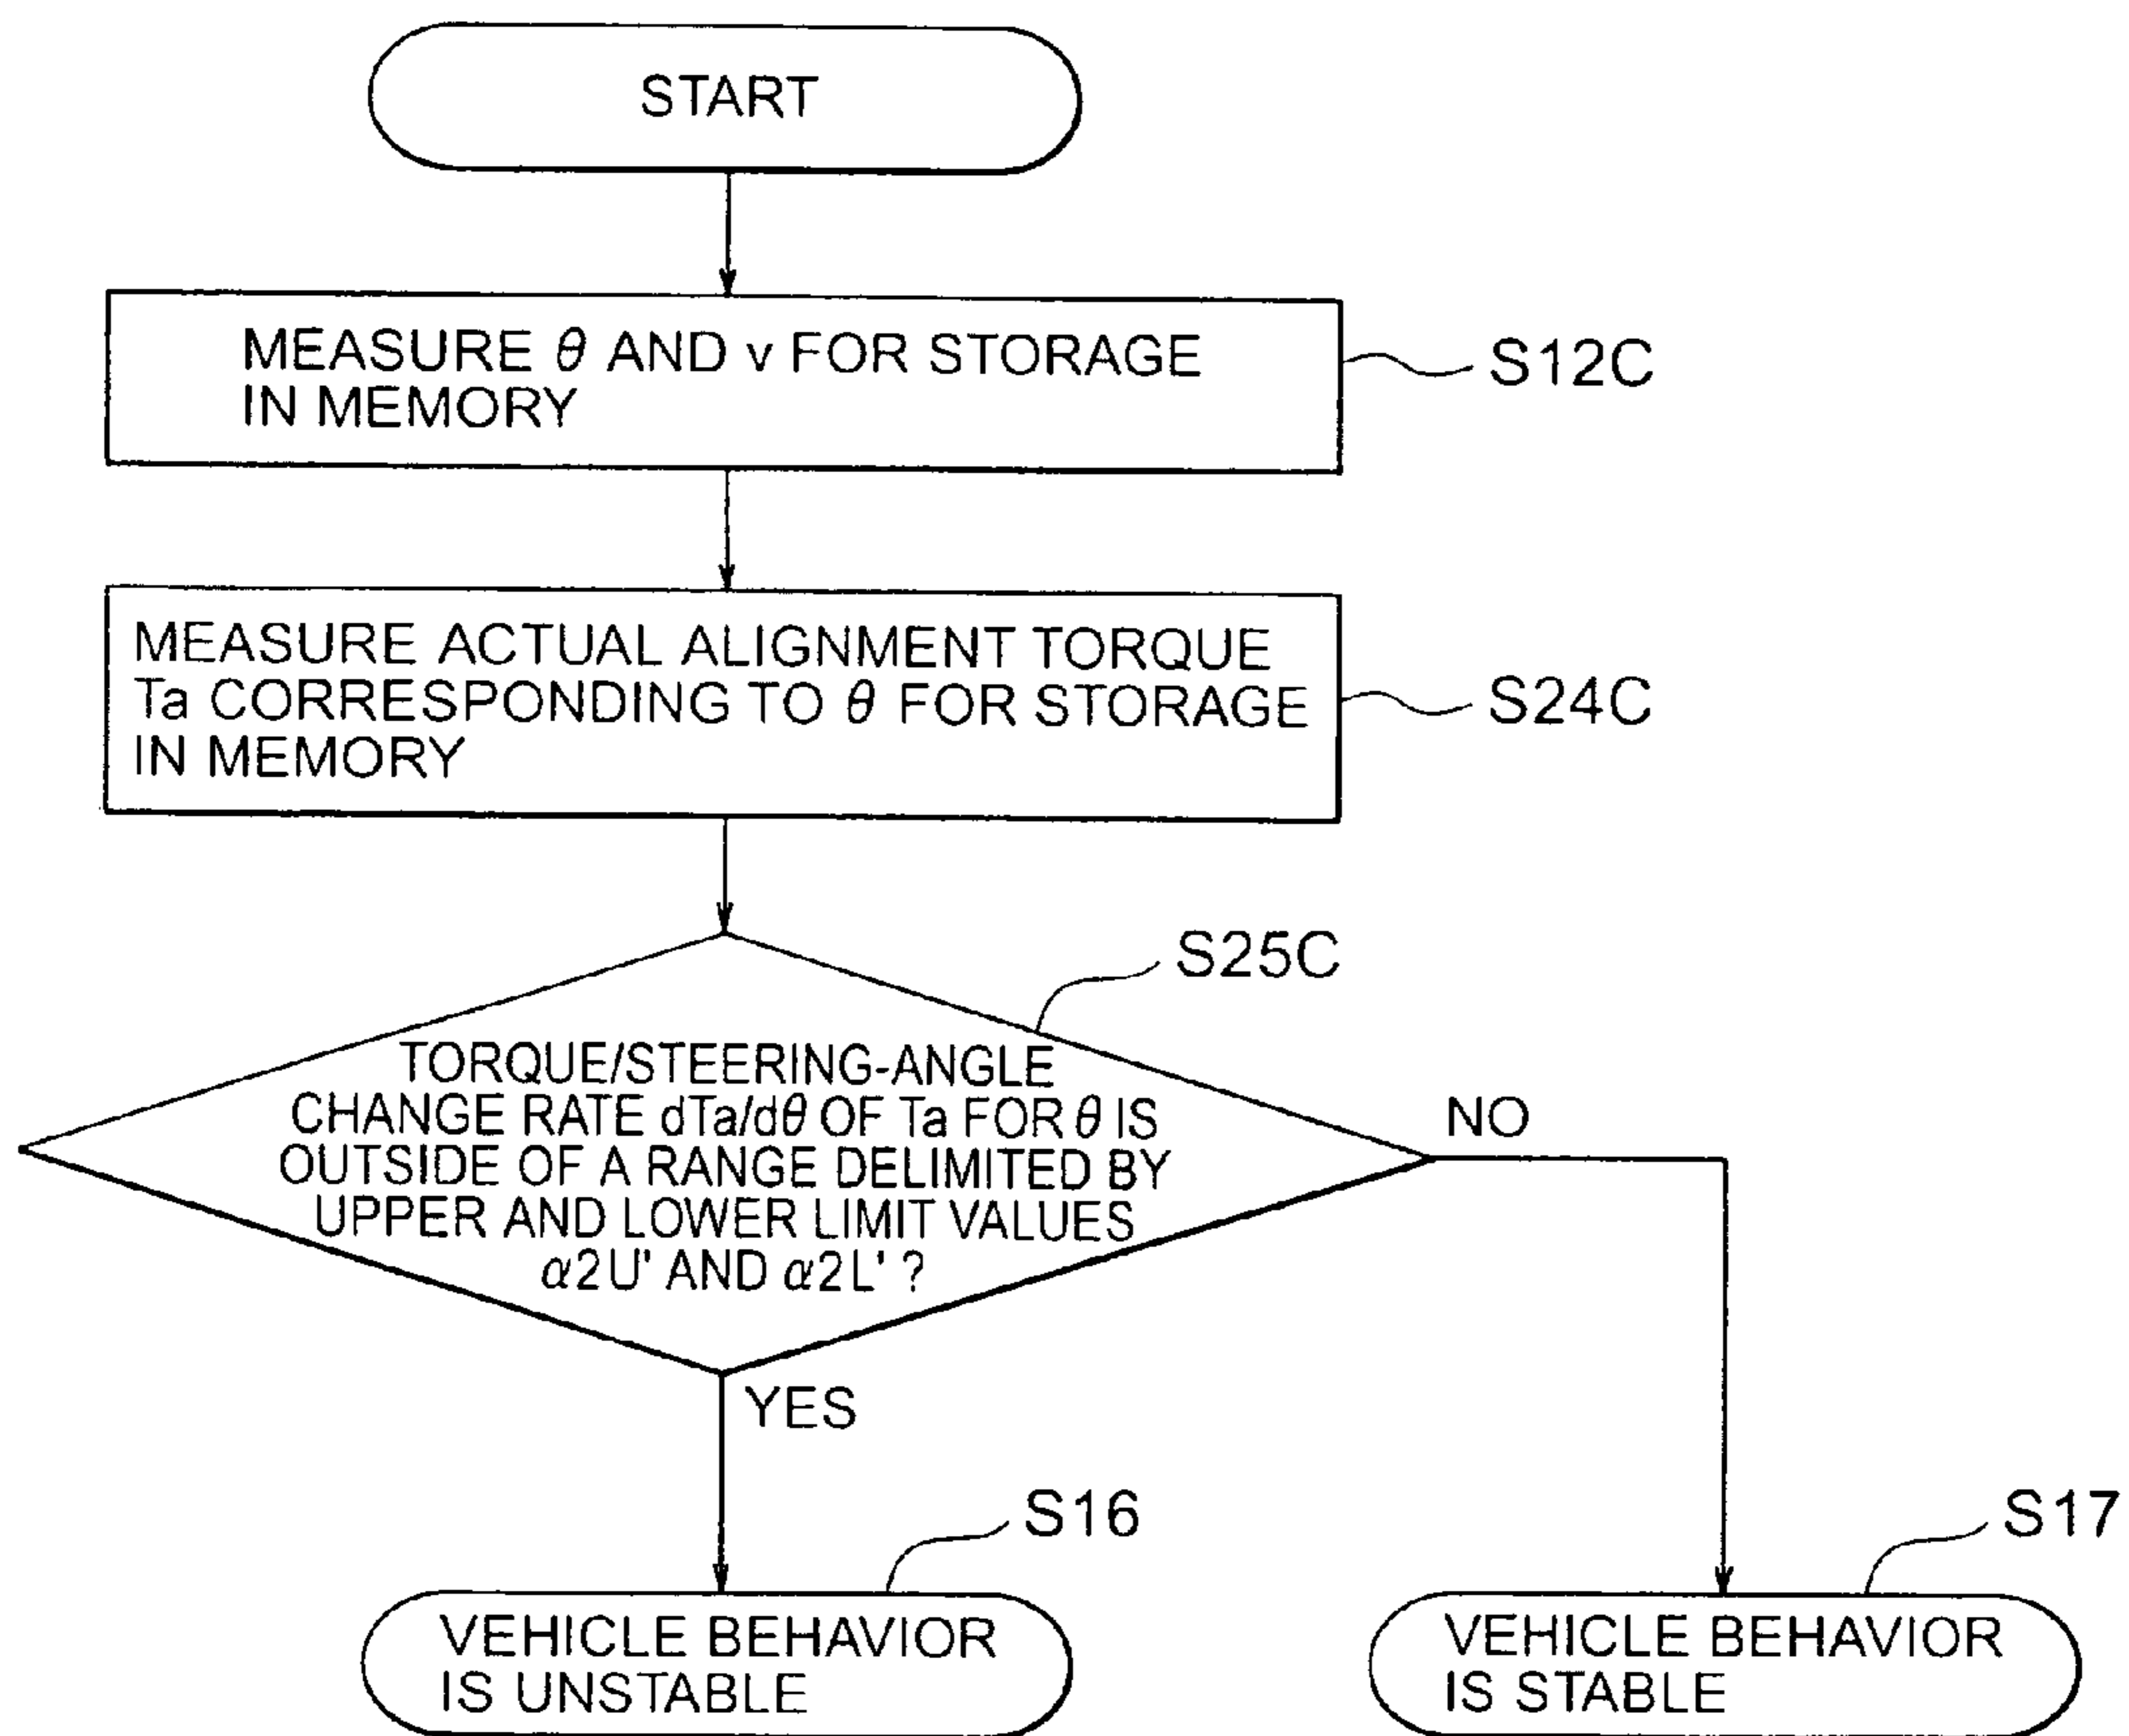 START
MEASURE θ AND v FOR STORAGE
IN MEMORY
S12C
MEASURE ACTUAL ALIGNMENT TORQUE
Ta CORRESPONDING TO θ FOR STORAGE
IN MEMORY
S24C
S25C
TORQUE/STEERING-ANGLE
CHANGE RATE dTa/dθ OF Ta FOR θ IS
OUTSIDE OF A RANGE DELIMITED BY
UPPER AND LOWER LIMIT VALUES
α2U' AND α2L' ?
NO
YES
S16
VEHICLE BEHAVIOR
IS UNSTABLE
S17
VEHICLE BEHAVIOR
IS STABLE